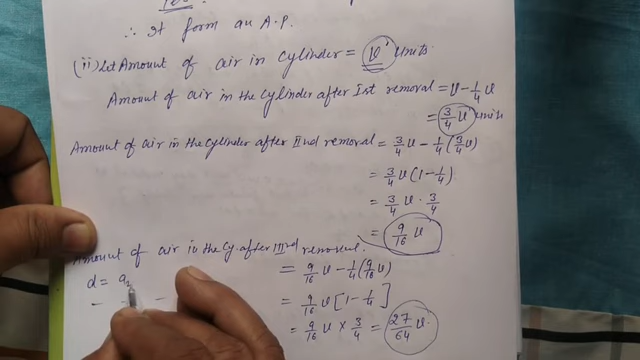 ∴ It form an A.P.
(ii) Let Amount of air in cylinder = 'v' Units
Amount of air in the cylinder after Ist removal = v - 1/4 v
= 3/4 v units
Amount of air in the cylinder after IInd removal = 3/4 v - 1/4 (3/4 v)
= 3/4 v (1 - 1/4)
= 3/4 v · 3/4
= 9/16 v
Amount of air in the Cy. after IIIrd removal.
= 9/16 v - 1/4 (9/16 v)
d = a2
= 9/16 v [1 - 1/4]
= 9/16 v × 3/4 = 27/64 v